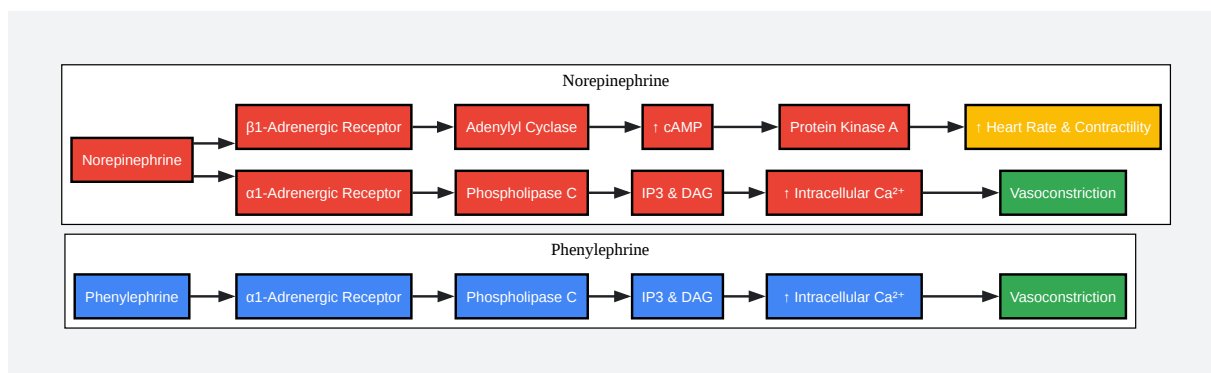 Norepinephrine
β1-Adrenergic Receptor
Adenylyl Cyclase
↑ cAMP
Protein Kinase A
↑ Heart Rate & Contractility
Norepinephrine
α1-Adrenergic Receptor
Phospholipase C
IP3 & DAG
↑ Intracellular Ca²⁺
Vasoconstriction
Phenylephrine
Phenylephrine
α1-Adrenergic Receptor
Phospholipase C
IP3 & DAG
↑ Intracellular Ca²⁺
Vasoconstriction